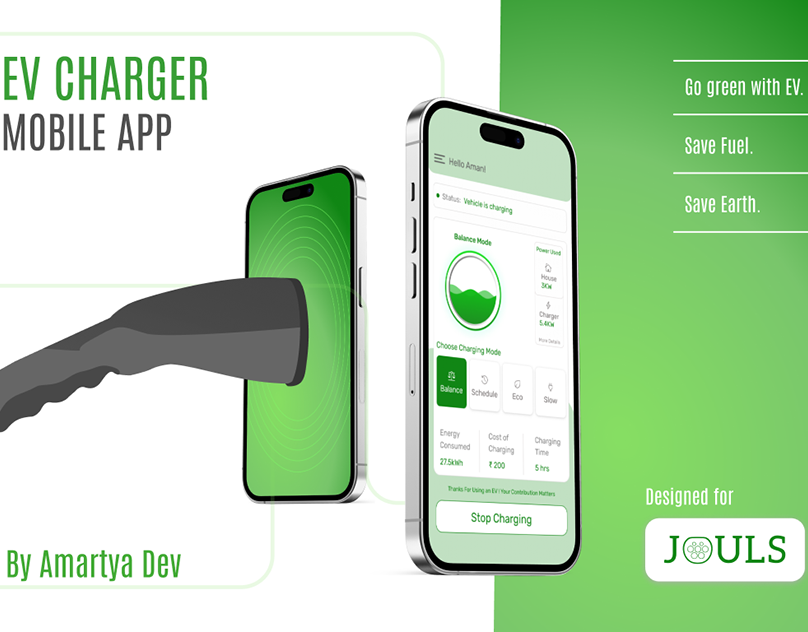 EV CHARGER
MOBILE APP
Go green with EV.
Save Fuel.
Save Earth.
Hello Aman!
Status: Vehicle is charging
Balance Mode
Power Used
House
3KW
Charger
5.4KW
More Details
Choose Charging Mode
Balance
Schedule
Eco
Slow
Energy Consumed
27.5kWh
Cost of Charging
₹ 200
Charging Time
5 hrs
Thanks For Using an EV ! Your Contribution Matters
Stop Charging
By Amartya Dev
Designed for
JOULS